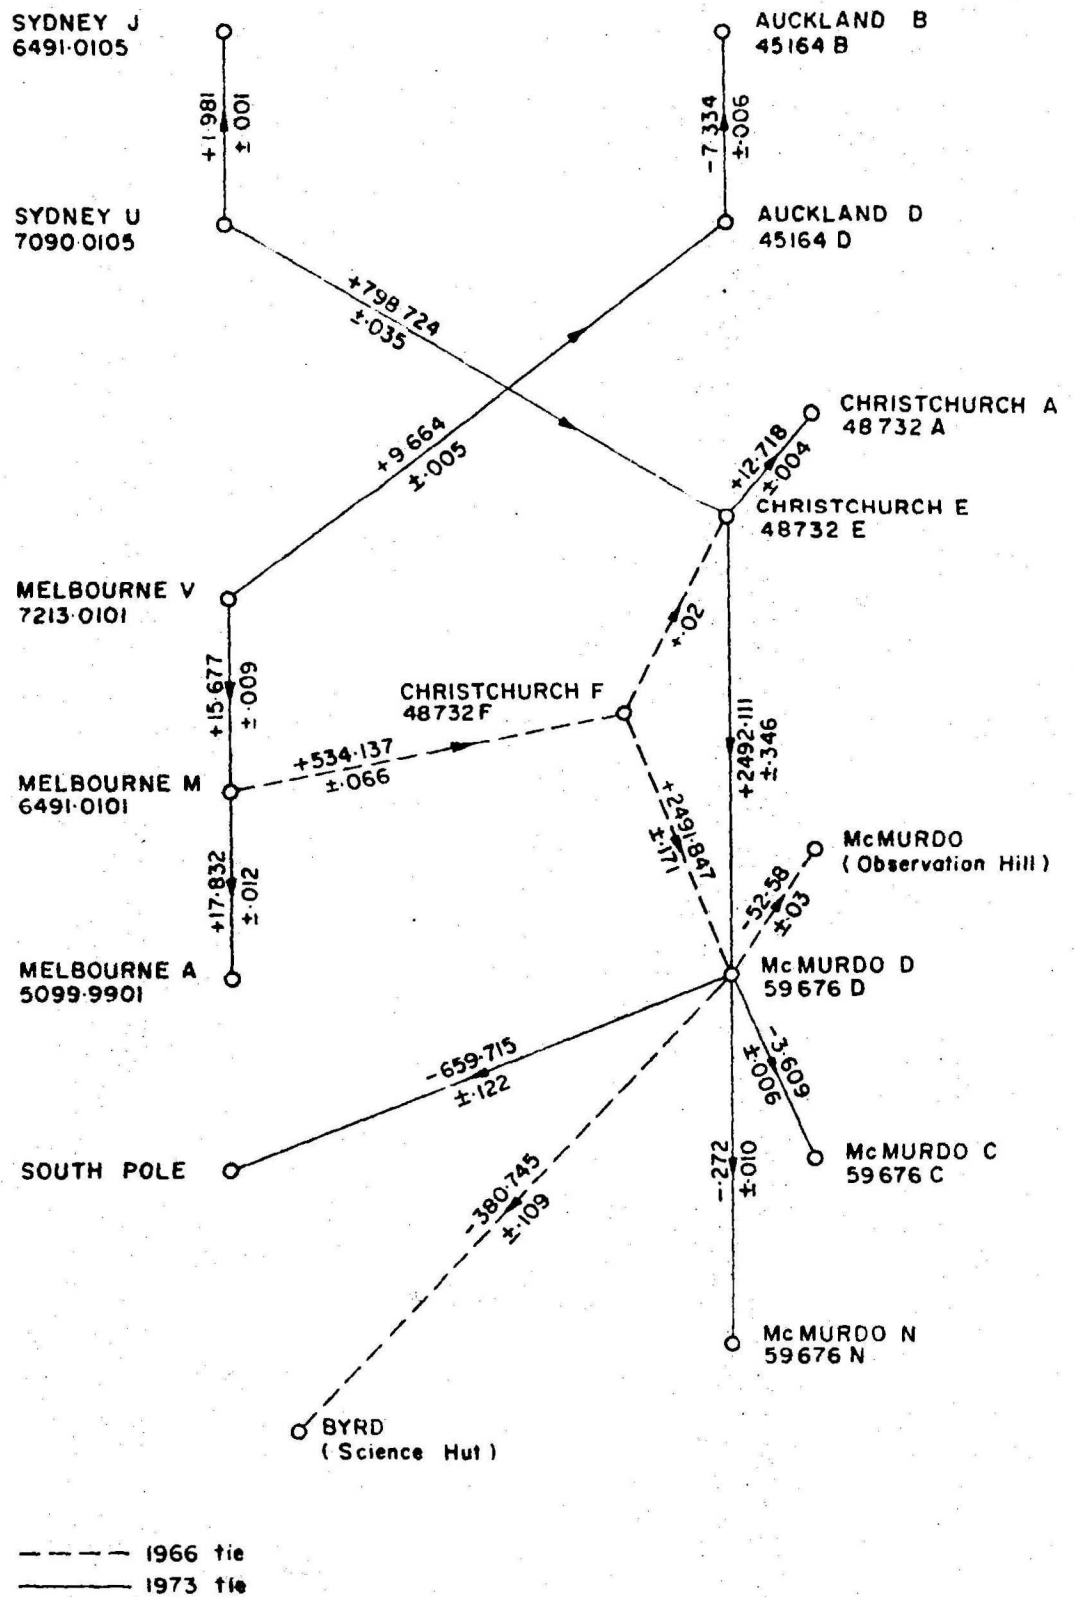 SYDNEY J
6491·0105
AUCKLAND B
45164 B
+1·981
±·001
-7·334
±·006
SYDNEY U
7090·0105
AUCKLAND D
45164 D
+798·724
±·035
+9·664
±·005
CHRISTCHURCH A
48732 A
+12·718
±·004
CHRISTCHURCH E
48732 E
MELBOURNE V
7213·0101
+15·677
±·009
+·02
CHRISTCHURCH F
48732 F
+534·137
±·066
+2492·111
±·346
MELBOURNE M
6491·0101
+2491·847
±·171
McMURDO
(Observation Hill)
+17·832
±·012
-52·58
±·03
MELBOURNE A
5099·9901
McMURDO D
59676 D
-659·715
±·122
-3·609
±·006
SOUTH POLE
-380·745
±·109
-·272
±·010
McMURDO C
59676 C
McMURDO N
59676 N
BYRD
(Science Hut)
1966 tie
1973 tie